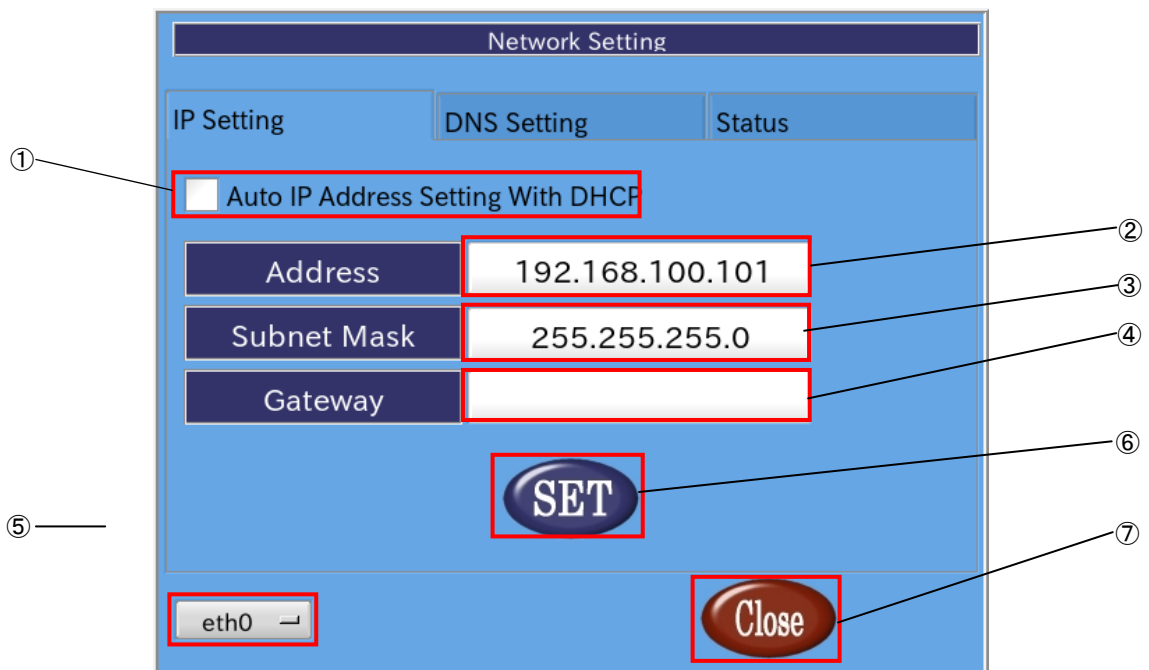 Network Setting
IP Setting DNS Setting Status
①
Auto IP Address Setting With DHCP
②
Address 192.168.100.101
③
Subnet Mask 255.255.255.0
④
Gateway
⑥
SET
⑤
⑦
eth0
Close